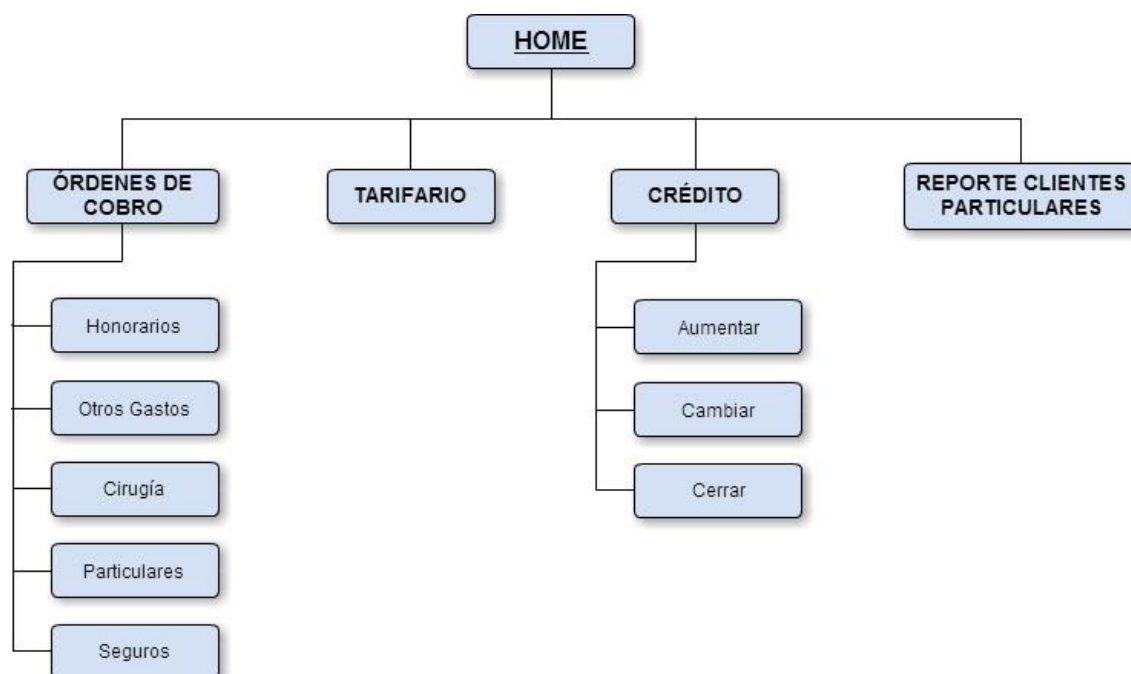 HOME
ÓRDENES DE
COBRO
TARIFARIO
CRÉDITO
REPORTE CLIENTES
PARTICULARES
Honorarios
Otros Gastos
Cirugía
Particulares
Seguros
Aumentar
Cambiar
Cerrar